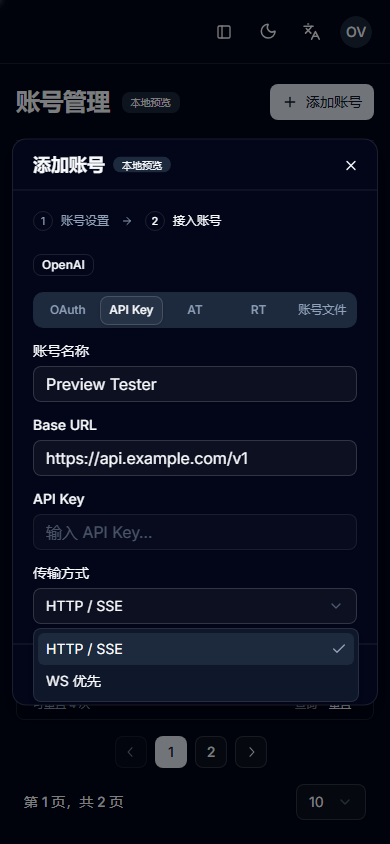 OV
账号管理 本地预览 添加账号
添加账号 本地预览
1 账号设置 2 接入账号
OpenAI
OAuth API Key AT RT 账号文件
账号名称
Preview Tester
Base URL
https://api.example.com/v1
API Key
输入 API Key...
传输方式
HTTP / SSE
HTTP / SSE
WS 优先
1 2
第 1 页，共 2 页 10